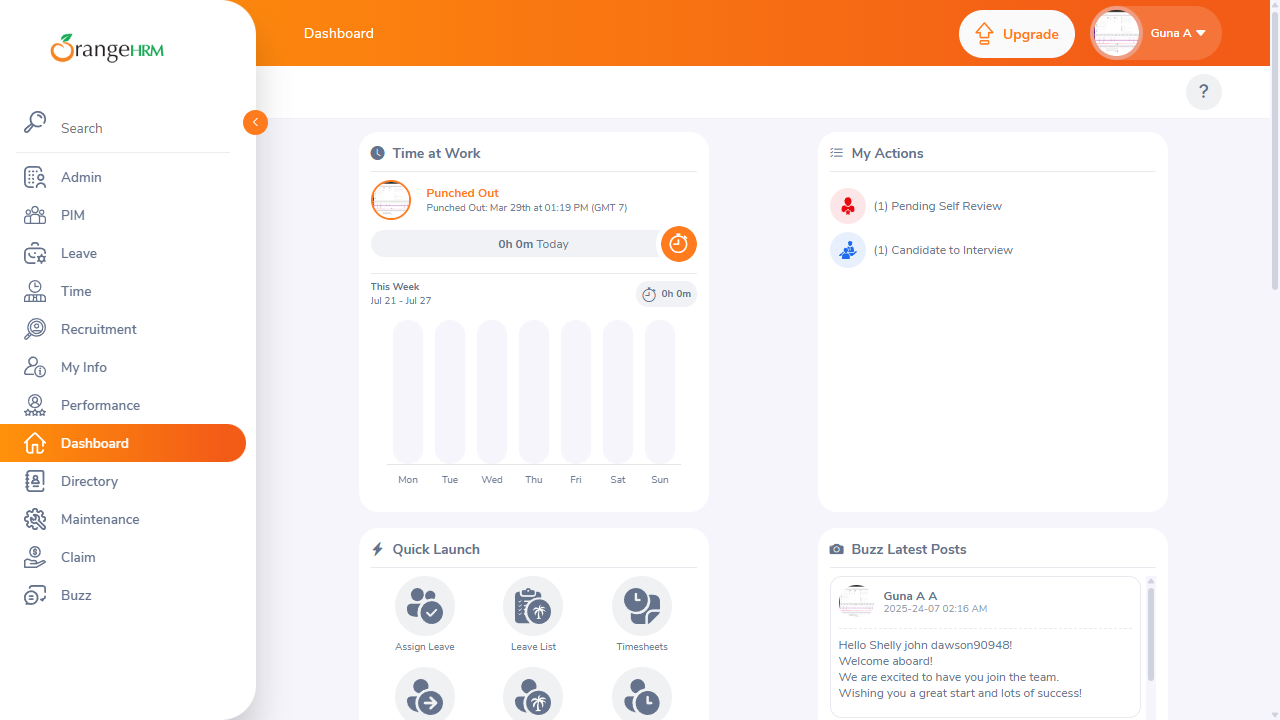 OrangeHRM
Search
Admin
PIM
Leave
Time
Recruitment
My Info
Performance
Dashboard
Directory
Maintenance
Claim
Buzz
Dashboard
Upgrade
Guna A
?
Time at Work
Punched Out
Punched Out: Mar 29th at 01:19 PM (GMT 7)
0h 0m Today
This Week
Jul 21 - Jul 27
0h 0m
Mon Tue Wed Thu Fri Sat Sun
My Actions
(1) Pending Self Review
(1) Candidate to Interview
Quick Launch
Assign Leave
Leave List
Timesheets
Buzz Latest Posts
Guna A A
2025-24-07 02:16 AM
Hello Shelly john dawson90948!
Welcome aboard!
We are excited to have you join the team.
Wishing you a great start and lots of success!